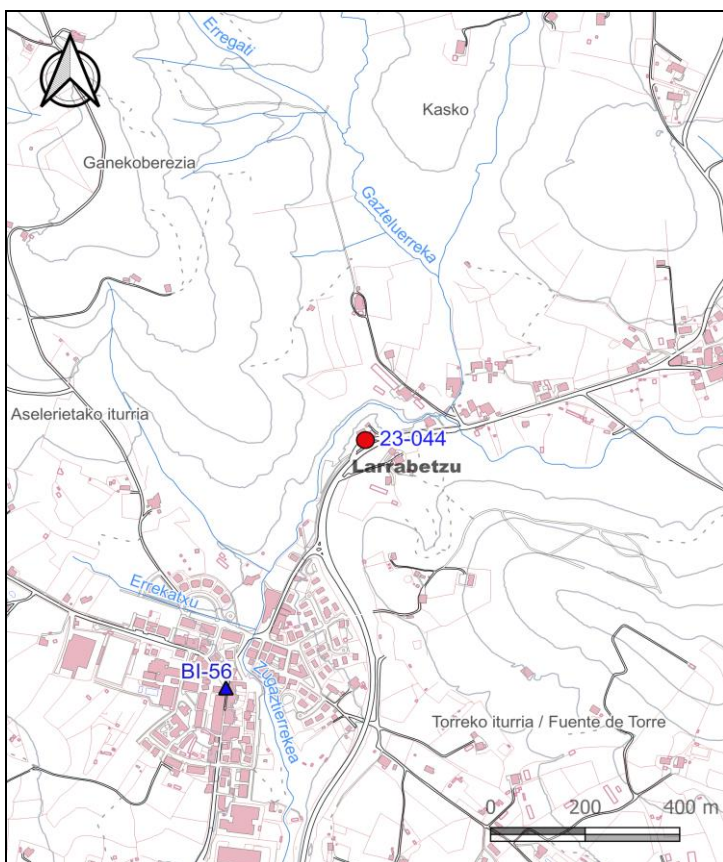 Erregati
Kasko
Ganekoberezia
Gazteluerreka
Aselerietako iturria
23-044
Larrabetzu
Errekatxu
BI-56
Zugaztierrekea
Torreko iturria / Fuente de Torre
0 200 400 m